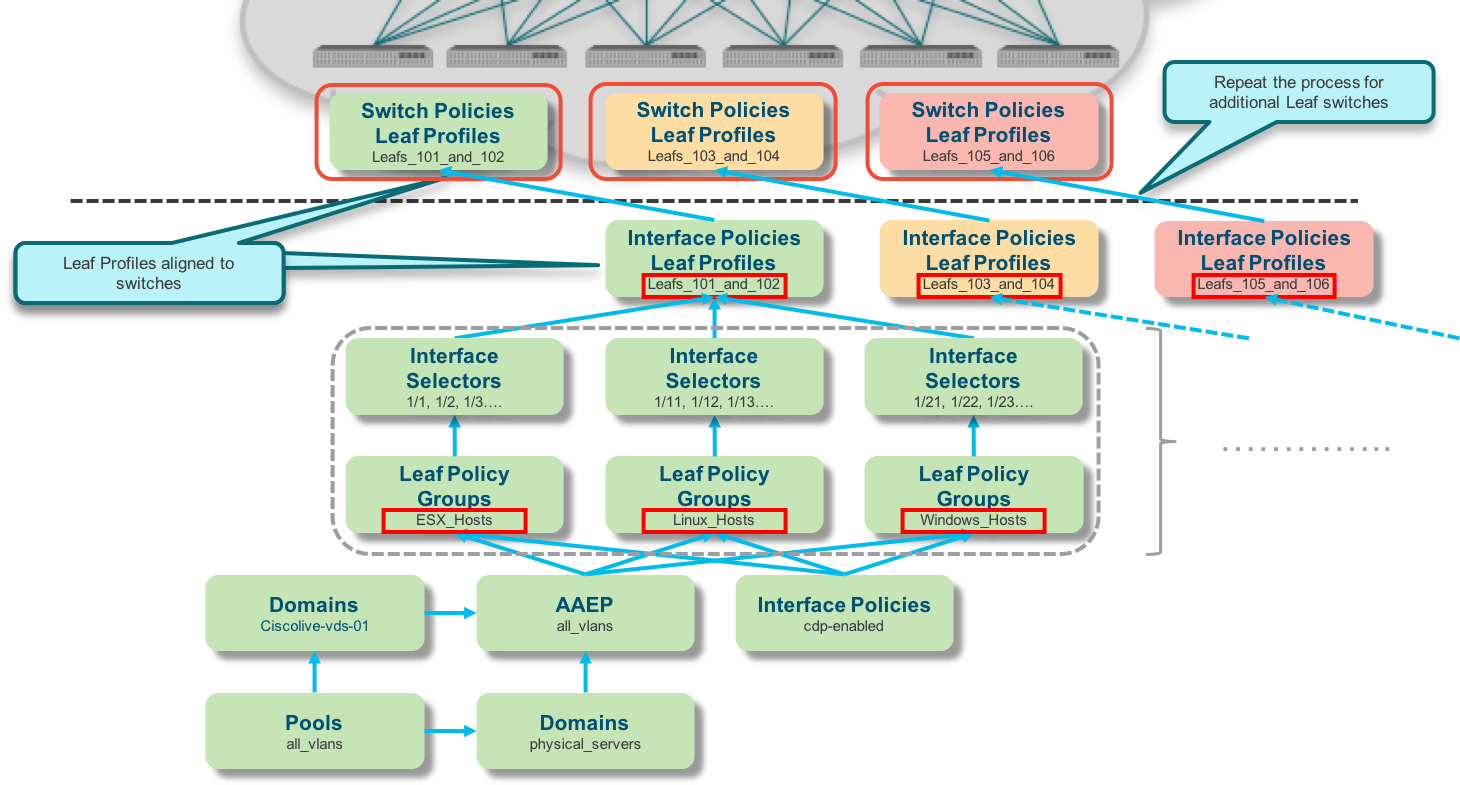 Switch Policies
Leaf Profiles
Leafs_101_and_102
Switch Policies
Leaf Profiles
Leafs_103_and_104
Switch Policies
Leaf Profiles
Leafs_105_and_106
Repeat the process for
additional Leaf switches
Leaf Profiles aligned to
switches
Interface Policies
Leaf Profiles
Leafs_101_and_102
Interface Policies
Leaf Profiles
Leafs_103_and_104
Interface Policies
Leaf Profiles
Leafs_105_and_106
Interface
Selectors
1/1, 1/2, 1/3....
Interface
Selectors
1/11, 1/12, 1/13....
Interface
Selectors
1/21, 1/22, 1/23....
Leaf Policy
Groups
ESX_Hosts
Leaf Policy
Groups
Linux_Hosts
Leaf Policy
Groups
Windows_Hosts
Domains
Ciscolive-vds-01
AAEP
all_vlans
Interface Policies
cdp-enabled
Pools
all_vlans
Domains
physical_servers